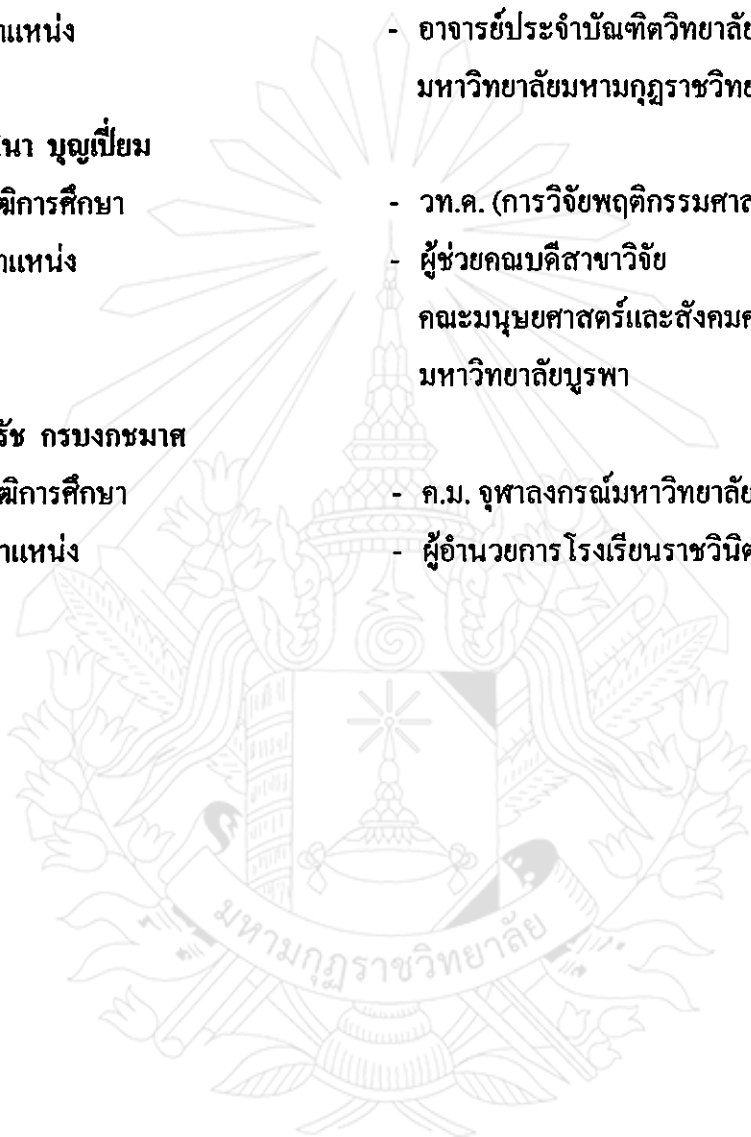 าแหน่ง - อาจารย์ประจำบัณฑิตวิทยาลัย
มหาวิทยาลัยมหามกุฏราชวิทย
นา บุญเปี่ยม
ฒิการศึกษา - วท.ด. (การวิจัยพฤติกรรมศาส
าแหน่ง - ผู้ช่วยคณบดีสาขาวิจัย
คณะมนุษยศาสตร์และสังคมศ
มหาวิทยาลัยบูรพา
รัช กรบงกชมาศ
ฒิการศึกษา - ค.ม. จุฬาลงกรณ์มหาวิทยาลัย
าแหน่ง - ผู้อำนวยการโรงเรียนราชวินิต
มหามกุฏราชวิทยาลัย